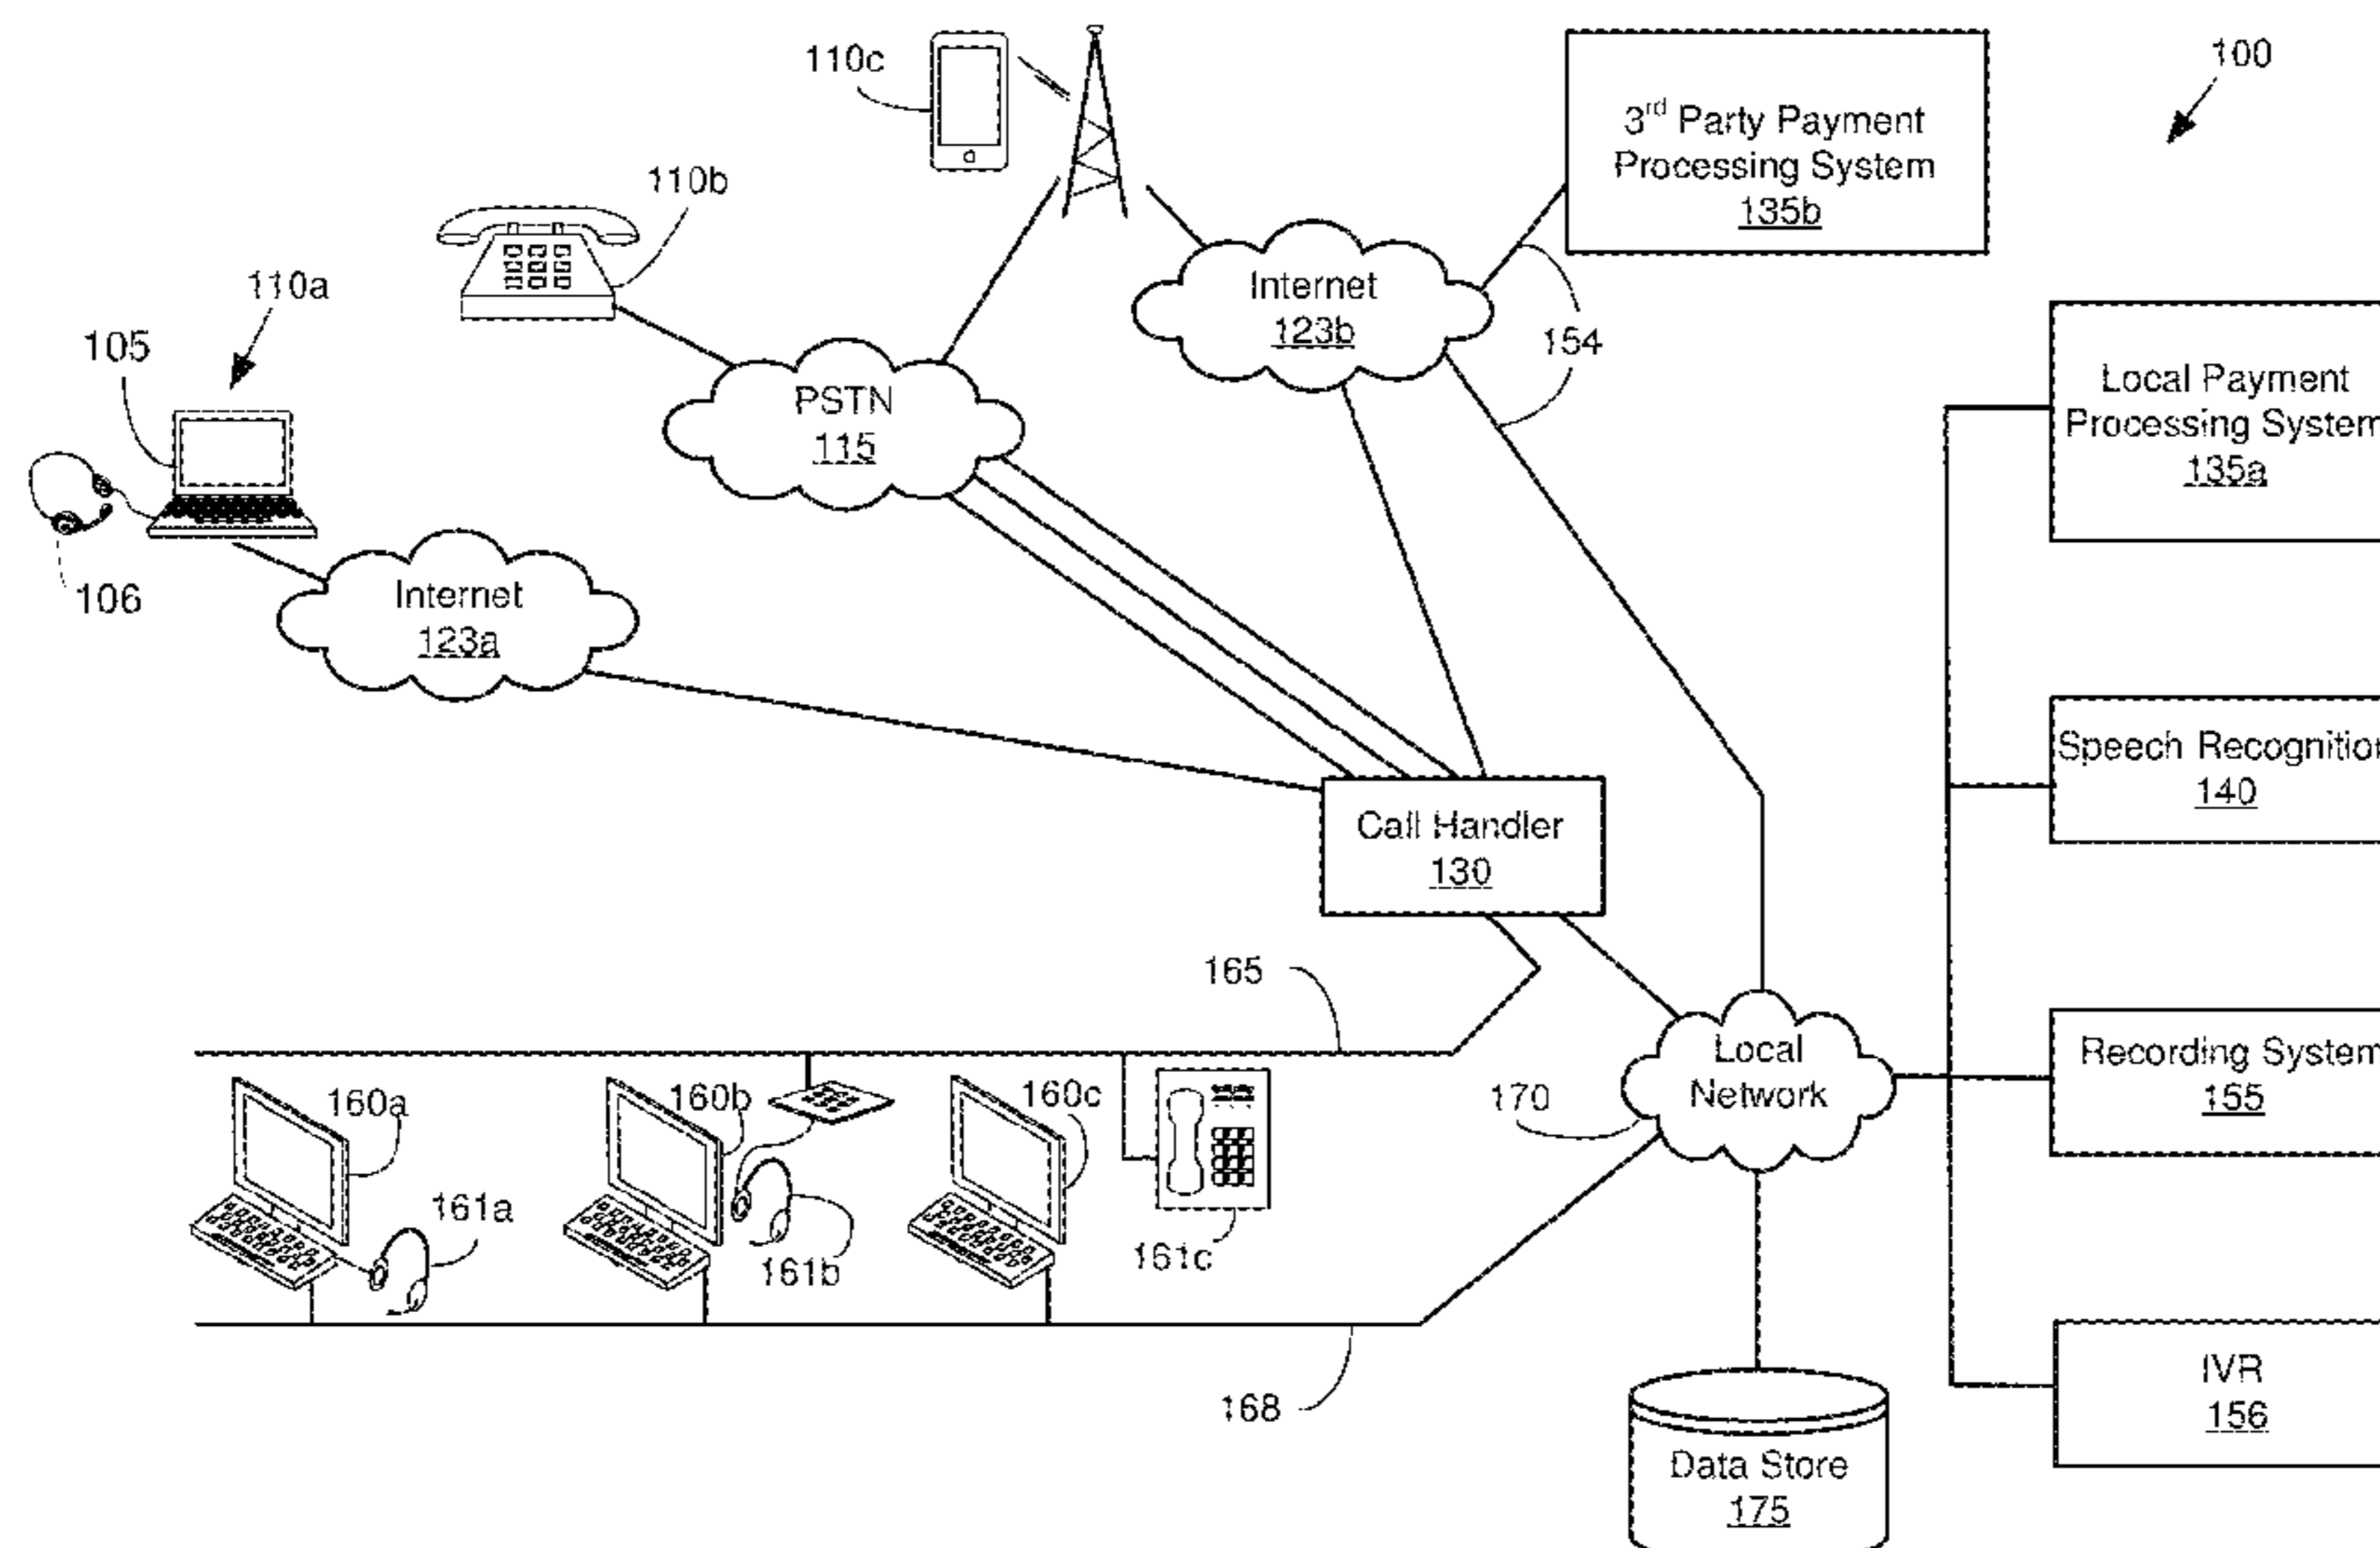 110c
100
3rd Party Payment
Processing System
135b
110b
110a
Internet
123b
154
105
PSTN
115
Local Payment
Processing System
135a
106
Internet
123a
Speech Recognition
140
Call Handler
130
165
Local
Network
170
Recording System
155
160a
160b
160c
161a
161b
161c
168
IVR
156
Data Store
175